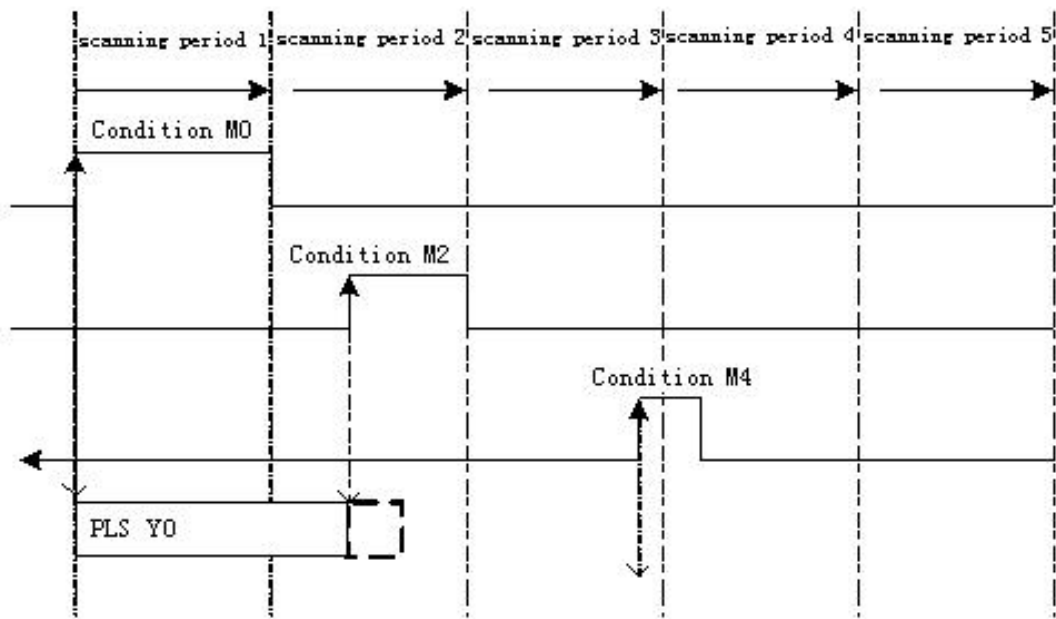 scanning period 1 scanning period 2 scanning period 3 scanning period 4 scanning period 5
Condition M0
Condition M2
Condition M4
PLS Y0